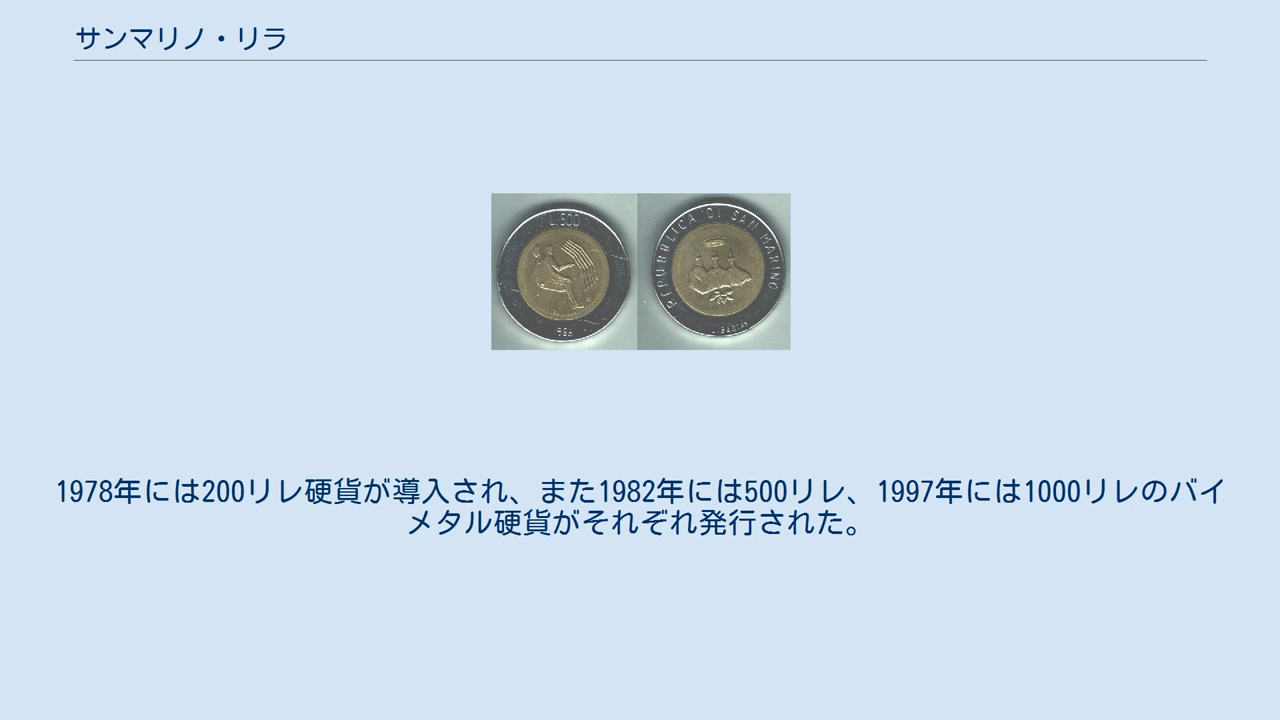 サンマリノ・リラ
L.500
1986
REPUBBLICA DI SAN MARINO
LIBERTAS
1978年には200リレ硬貨が導入され、また1982年には500リレ、1997年には1000リレのバイ
メタル硬貨がそれぞれ発行された。